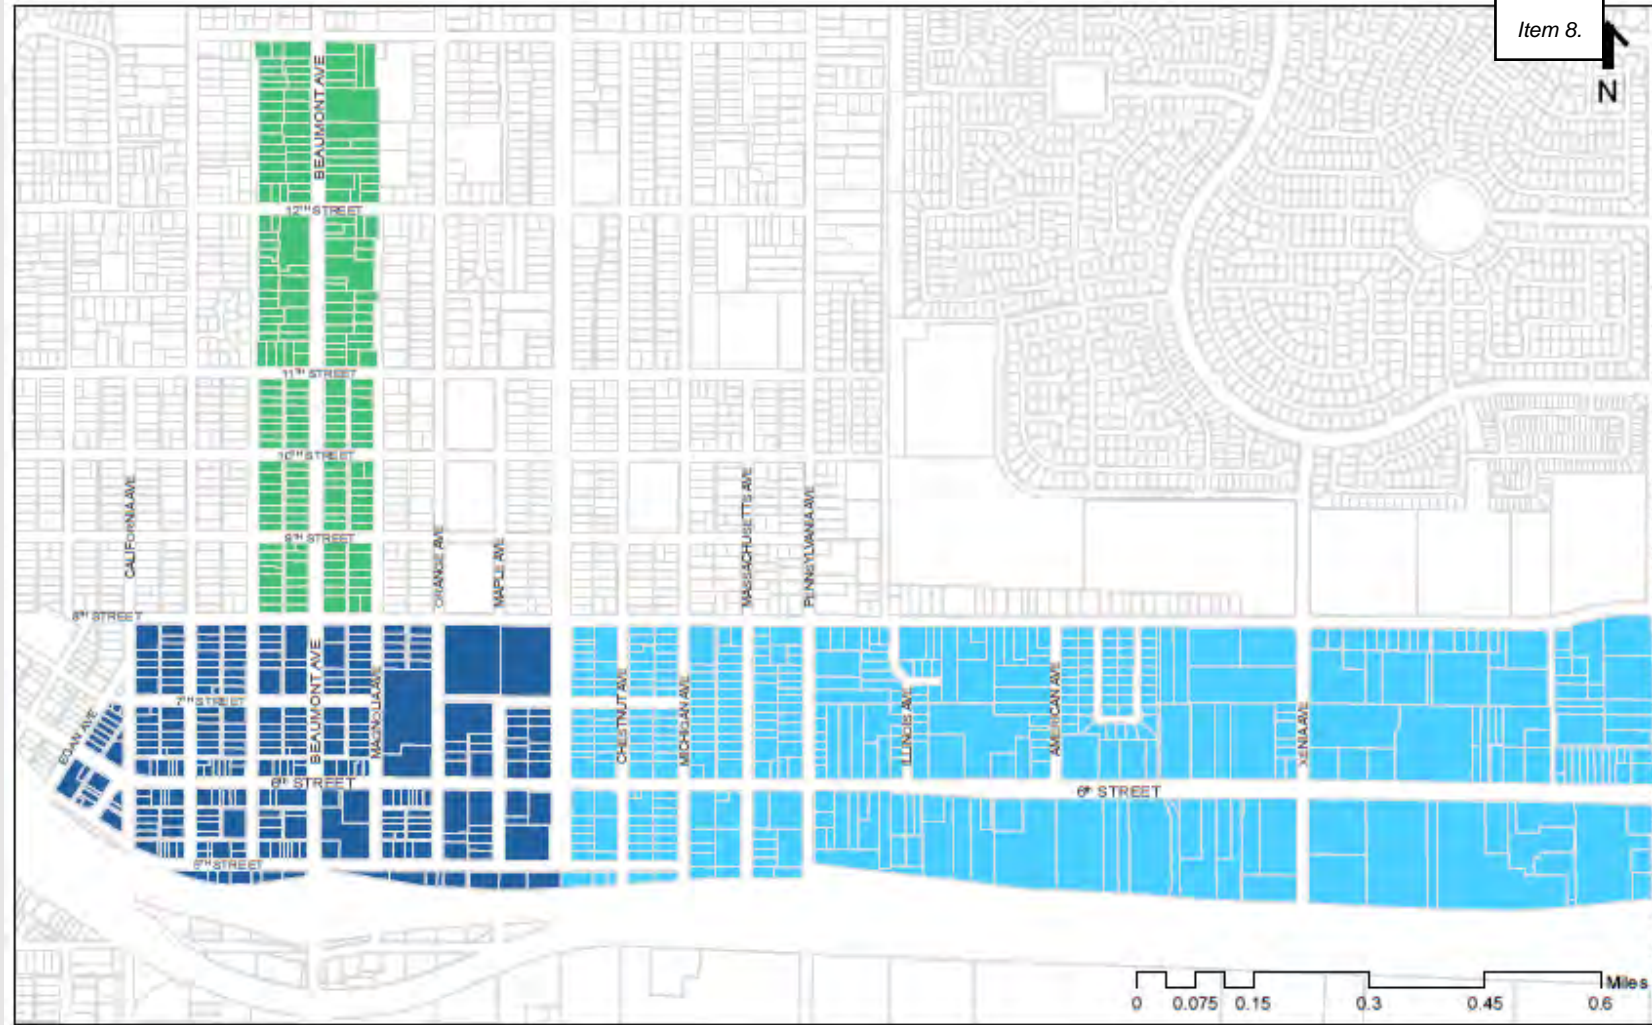 Item 8.
N
BEAUMONT AVE
12TH STREET
11TH STREET
10TH STREET
9TH STREET
CALIFORNIA AVE
ORANGE AVE
MAPLE AVE
MASSACHUSETTS AVE
PENNSYLVANIA AVE
8TH STREET
BEAUMONT AVE
MAGNOLIA AVE
7TH STREET
EGAN AVE
CHESTNUT AVE
MICHIGAN AVE
ILLINOIS AVE
AMERICAN AVE
XENIA AVE
6th STREET
6th STREET
5TH STREET
Miles
0 0.075 0.15 0.3 0.45 0.6